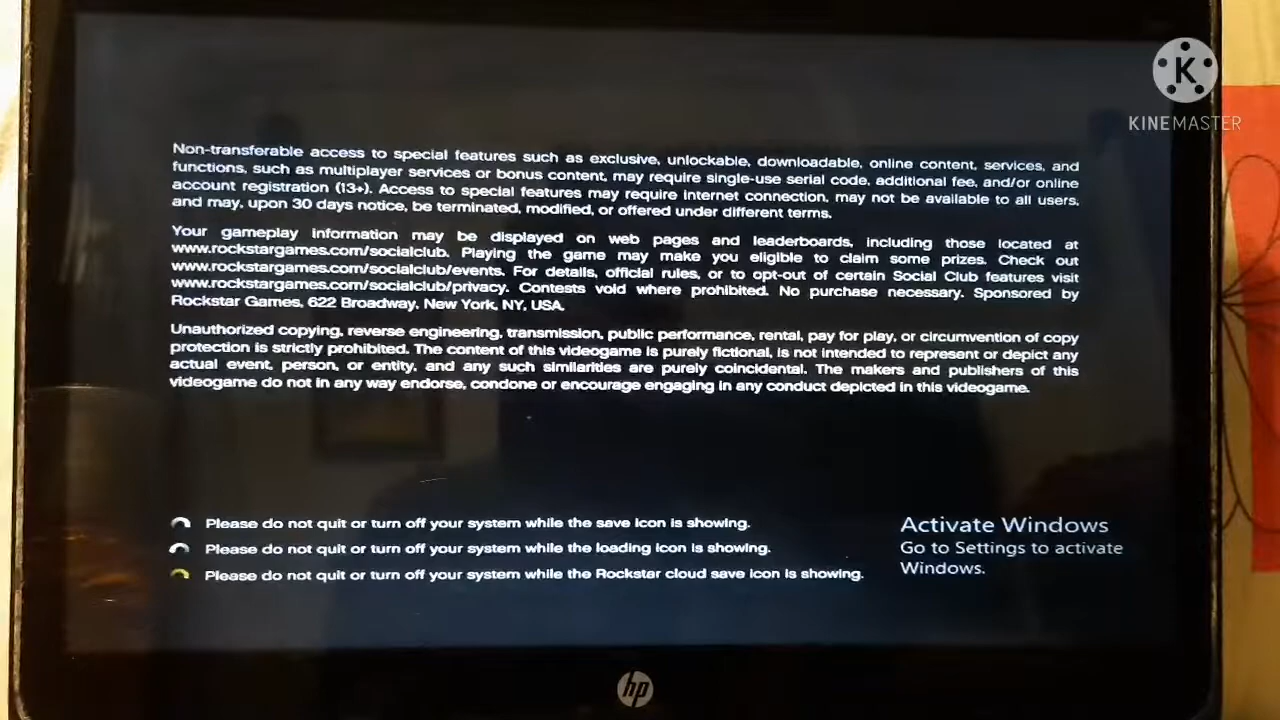 K
KINEMASTER
Non-transferable access to special features such as exclusive, unlockable, downloadable, online content, services, and
functions, such as multiplayer services or bonus content, may require single-use serial code, additional fee, and/or online
account registration (13+). Access to special features may require internet connection, may not be available to all users,
and may, upon 30 days notice, be terminated, modified, or offered under different terms.
Your gameplay information may be displayed on web pages and leaderboards, including those located at
www.rockstargames.com/socialclub. Playing the game may make you eligible to claim some prizes. Check out
www.rockstargames.com/socialclub/events. For details, official rules, or to opt-out of certain Social Club features visit
www.rockstargames.com/socialclub/privacy. Contests void where prohibited. No purchase necessary. Sponsored by
Rockstar Games, 622 Broadway, New York, NY, USA.
Unauthorized copying, reverse engineering, transmission, public performance, rental, pay for play, or circumvention of copy
protection is strictly prohibited. The content of this videogame is purely fictional, is not intended to represent or depict any
actual event, person, or entity, and any such similarities are purely coincidental. The makers and publishers of this
videogame do not in any way endorse, condone or encourage engaging in any conduct depicted in this videogame.
Please do not quit or turn off your system while the save icon is showing.
Please do not quit or turn off your system while the loading icon is showing.
Please do not quit or turn off your system while the Rockstar cloud save icon is showing.
Activate Windows
Go to Settings to activate
Windows.
hp